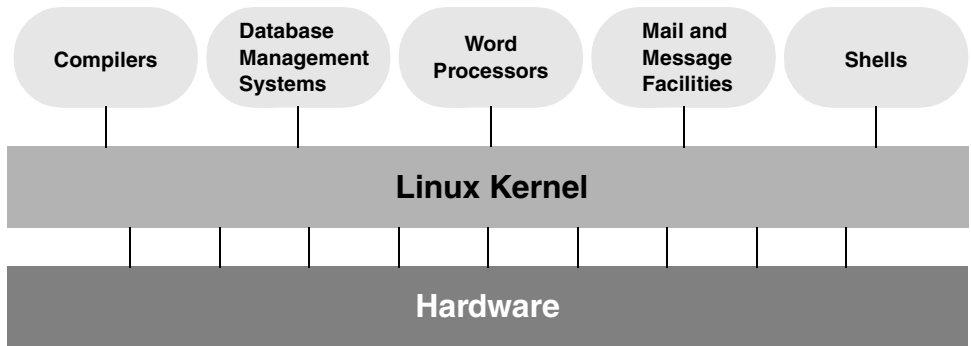 Compilers
Database
Management
Systems
Word
Processors
Mail and
Message
Facilities
Shells
Linux Kernel
Hardware